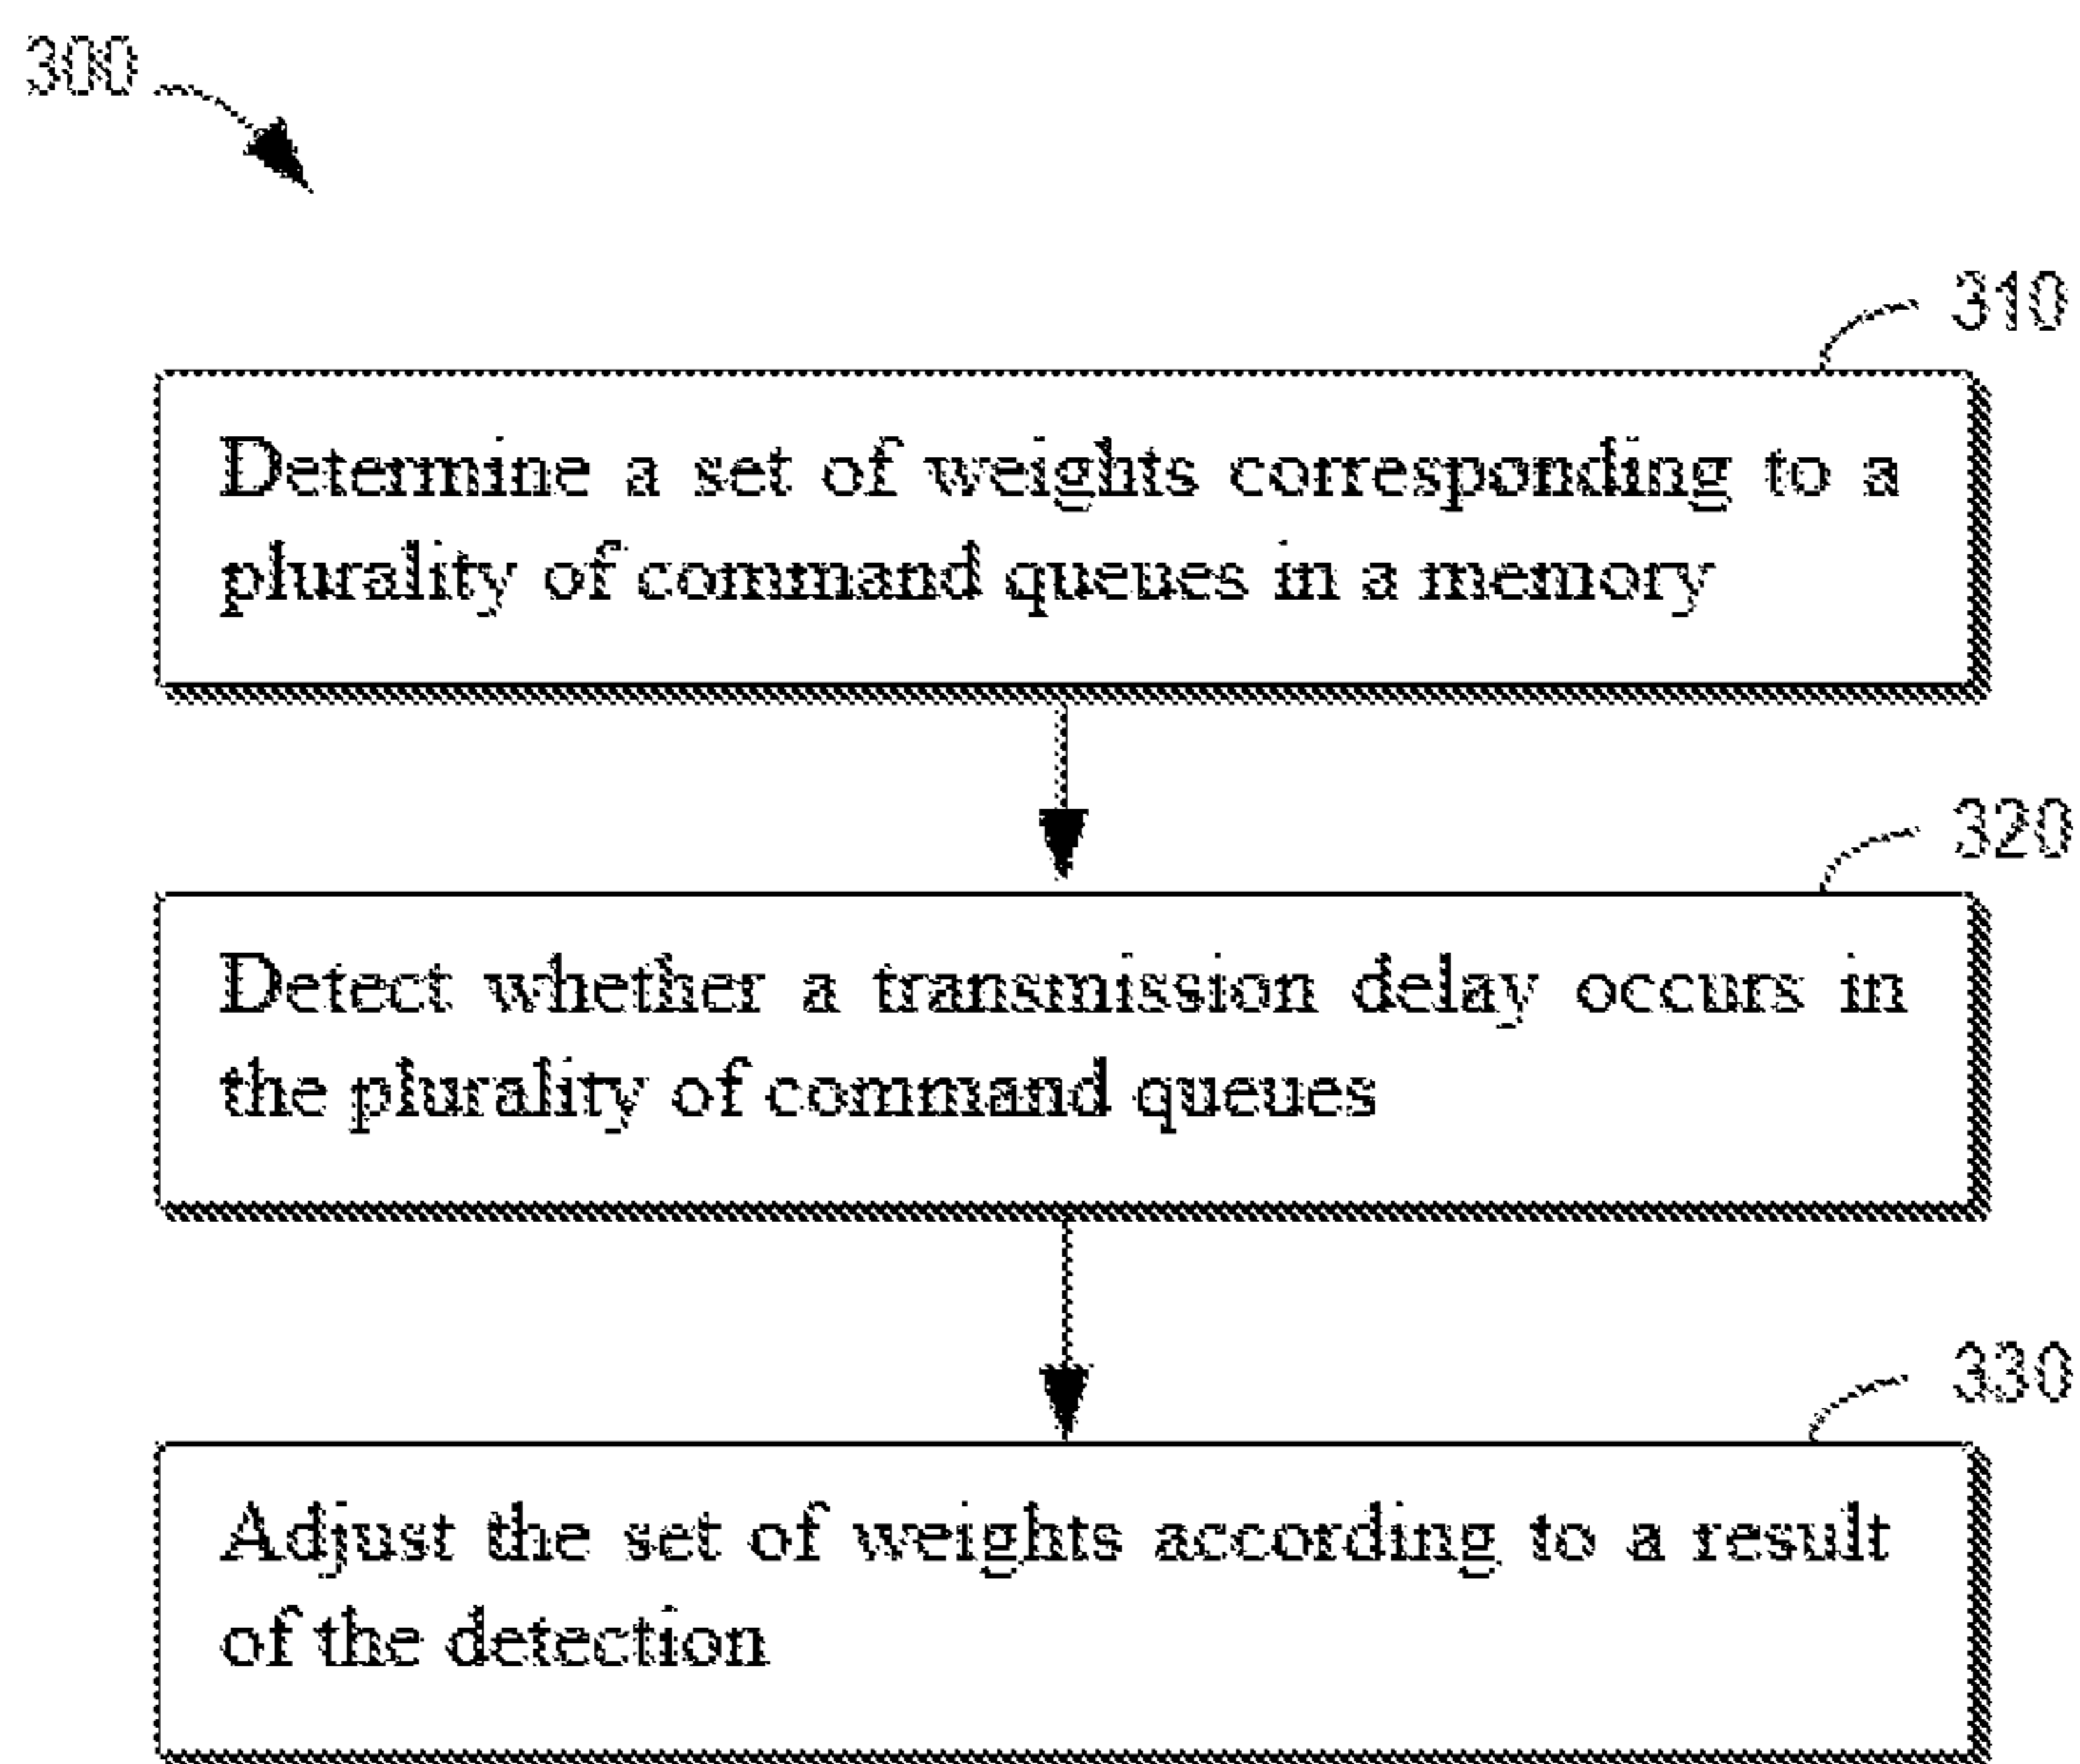 300
310
Determine a set of weights corresponding to a
plurality of command queues in a memory
320
Detect whether a transmission delay occurs in
the plurality of command queues
330
Adjust the set of weights according to a result
of the detection